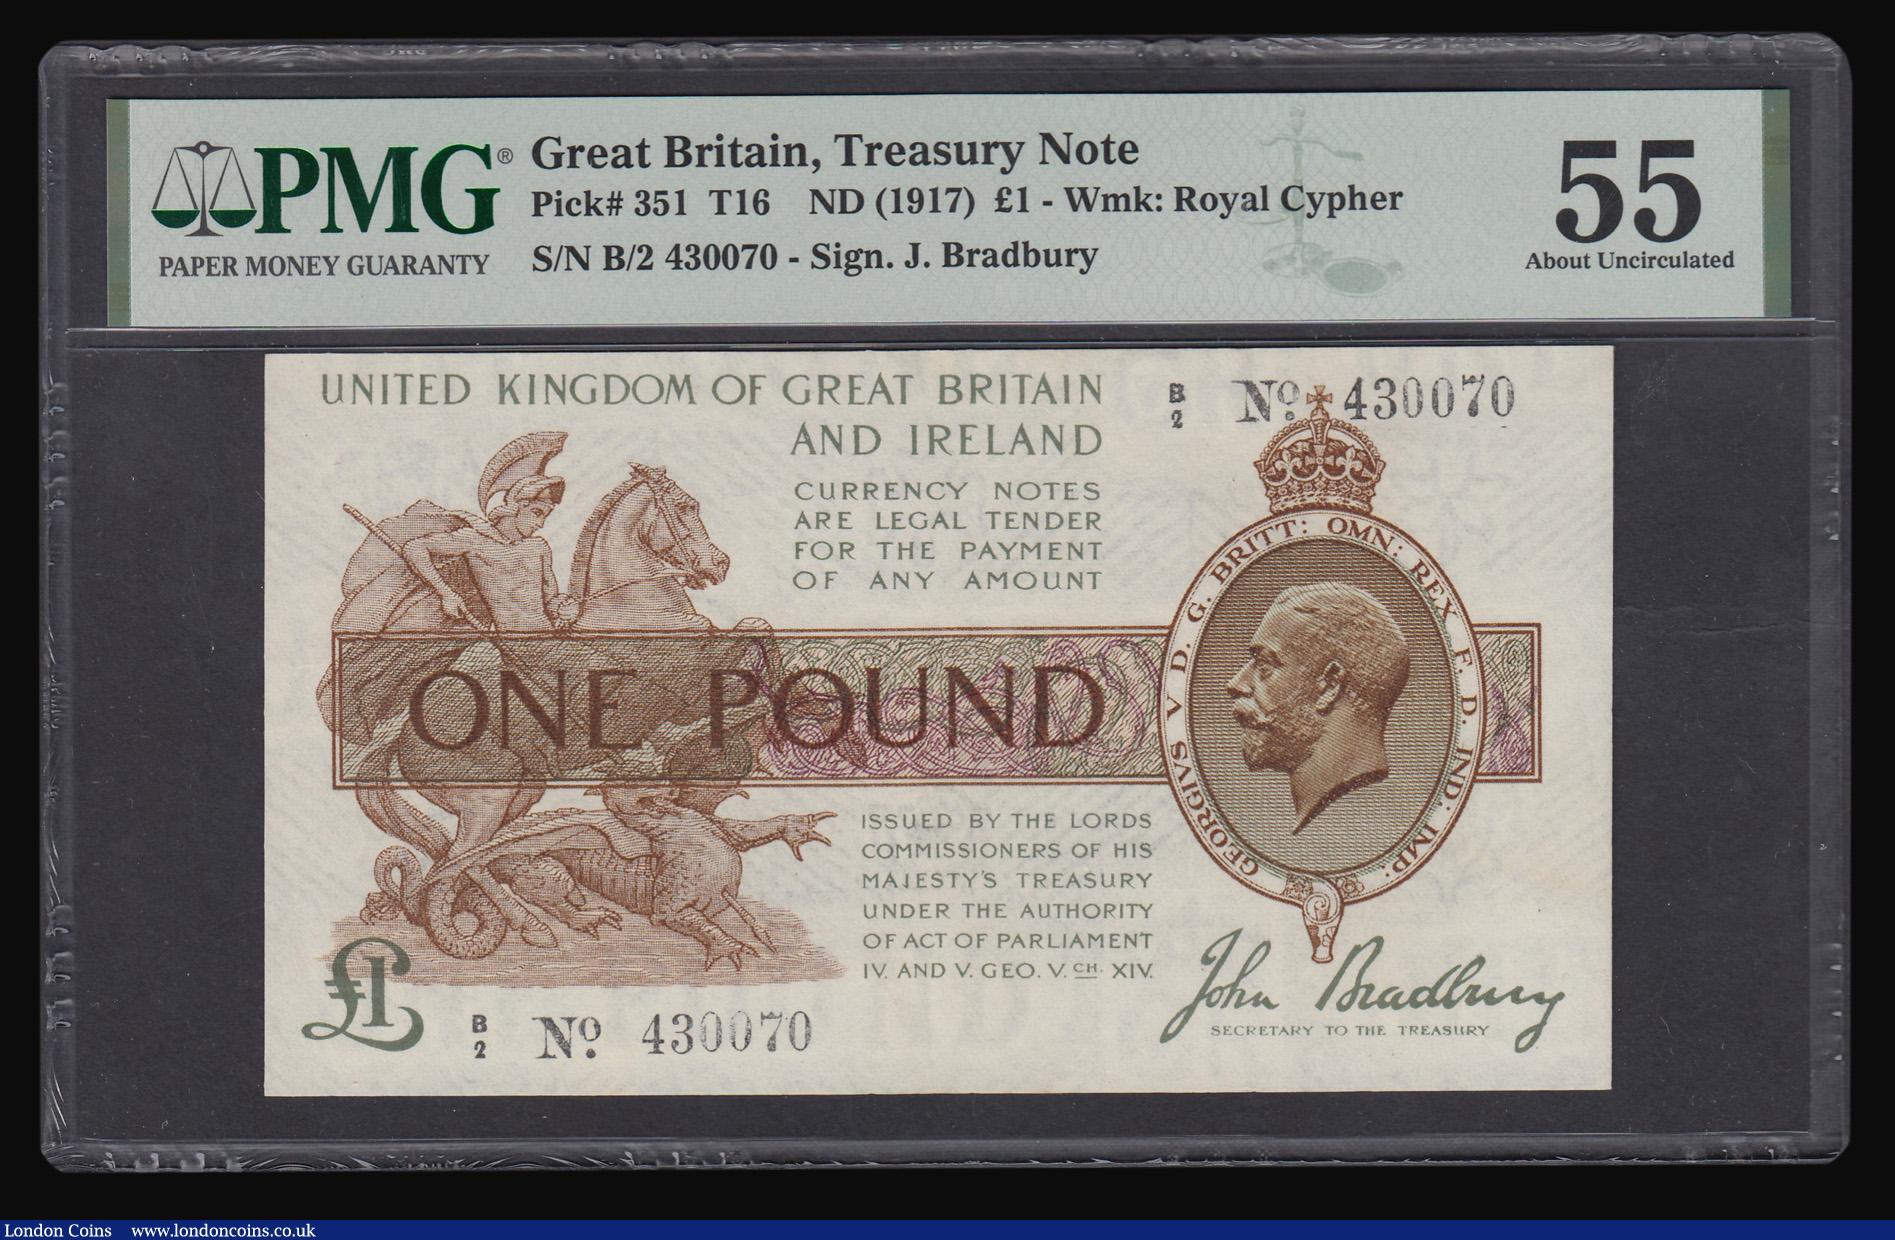 PMG®
PAPER MONEY GUARANTY
Great Britain, Treasury Note
Pick# 351 T16 ND (1917) £1 - Wmk: Royal Cypher
S/N B/2 430070 - Sign. J. Bradbury
55
About Uncirculated
UNITED KINGDOM OF GREAT BRITAIN
AND IRELAND
B/2 No. 430070
CURRENCY NOTES
ARE LEGAL TENDER
FOR THE PAYMENT
OF ANY AMOUNT
GEORGIVS V D. G. BRITT: OMN: REX F. D. IND: IMP:
ONE POUND
ISSUED BY THE LORDS
COMMISSIONERS OF HIS
MAJESTY'S TREASURY
UNDER THE AUTHORITY
OF ACT OF PARLIAMENT
IV. AND V. GEO. V. CH. XIV.
£1
B/2 No. 430070
John Bradbury
SECRETARY TO THE TREASURY
London Coins www.londoncoins.co.uk